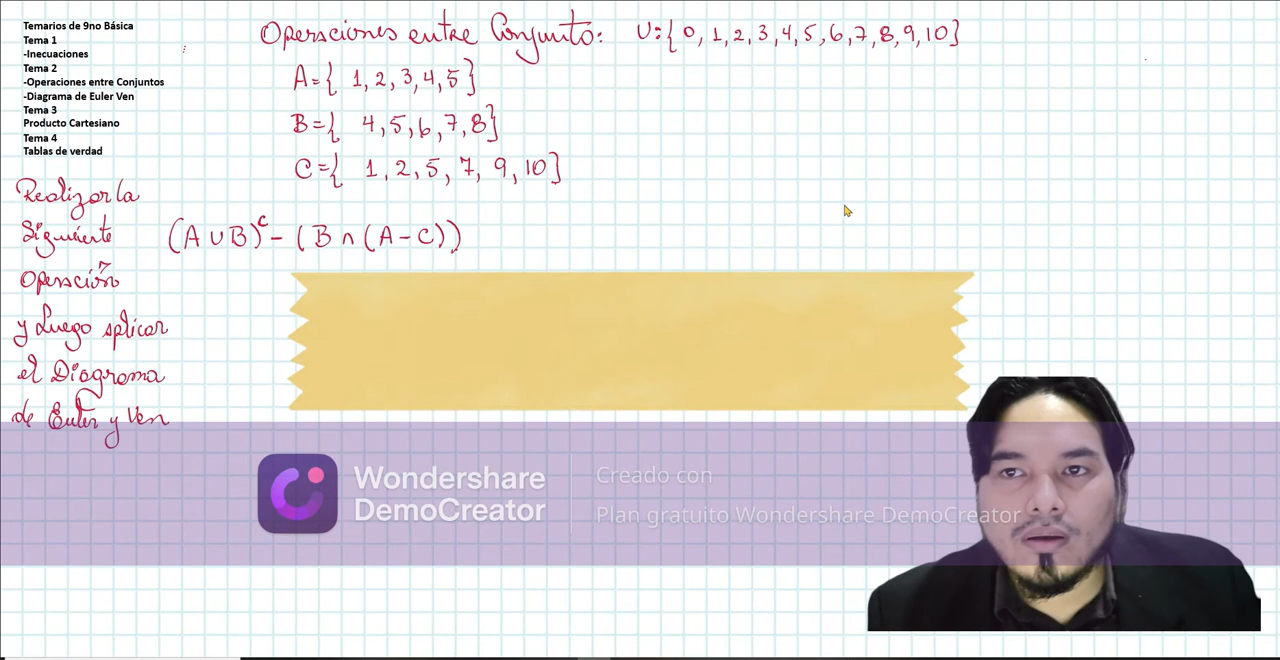 Temarios de 9no Básica
Tema 1
-Inecuaciones
Tema 2
-Operaciones entre Conjuntos
-Diagrama de Euler Ven
Tema 3
Producto Cartesiano
Tema 4
Tablas de verdad
Operaciones entre Conjunto: U:{ 0, 1, 2, 3, 4, 5, 6, 7, 8, 9, 10}
A={ 1, 2, 3, 4, 5}
B={ 4, 5, 6, 7, 8}
C={ 1, 2, 5, 7, 9, 10}
Realizar la
Siguiente
Operación
y Luego aplicar
el Diagrama
de Euler y Ven
(A ∪ B)ᶜ - (B ∩ (A - C))
Wondershare
DemoCreator
Creado con
Plan gratuito Wondershare DemoCreator